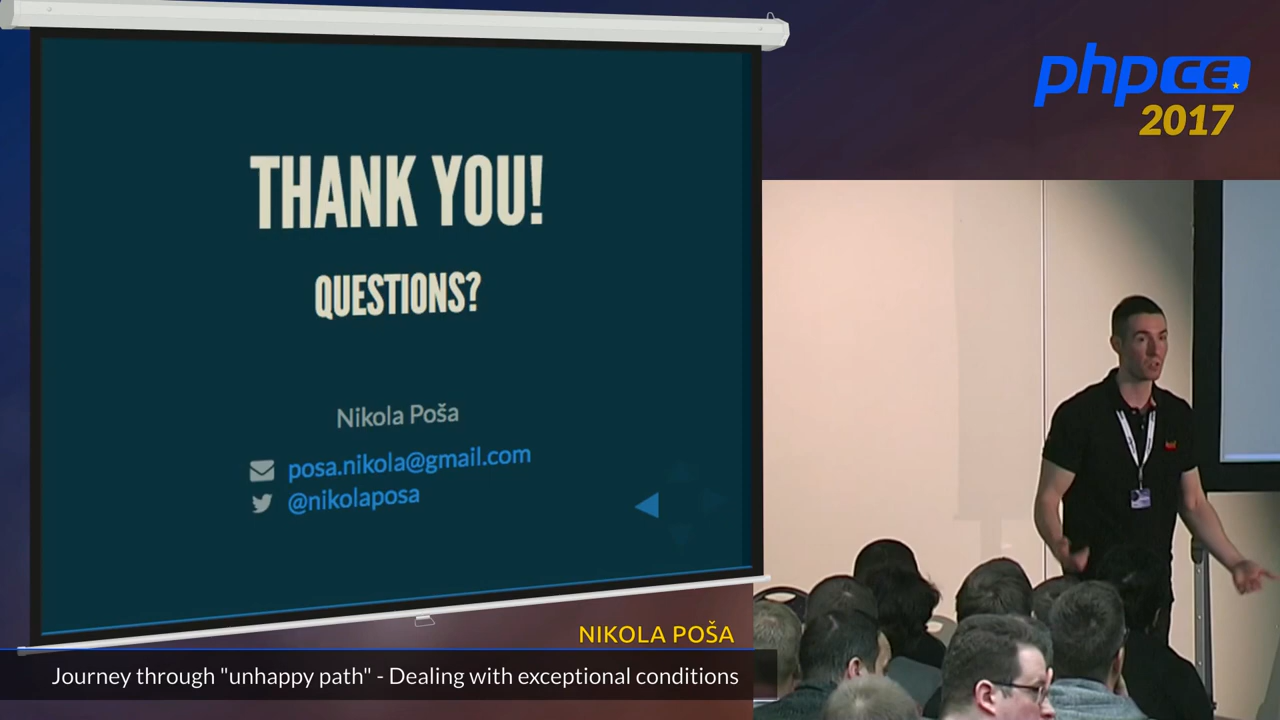 phpCE
2017
THANK YOU!
QUESTIONS?
Nikola Poša
posa.nikola@gmail.com
@nikolaposa
NIKOLA POŠA
Journey through "unhappy path" - Dealing with exceptional conditions